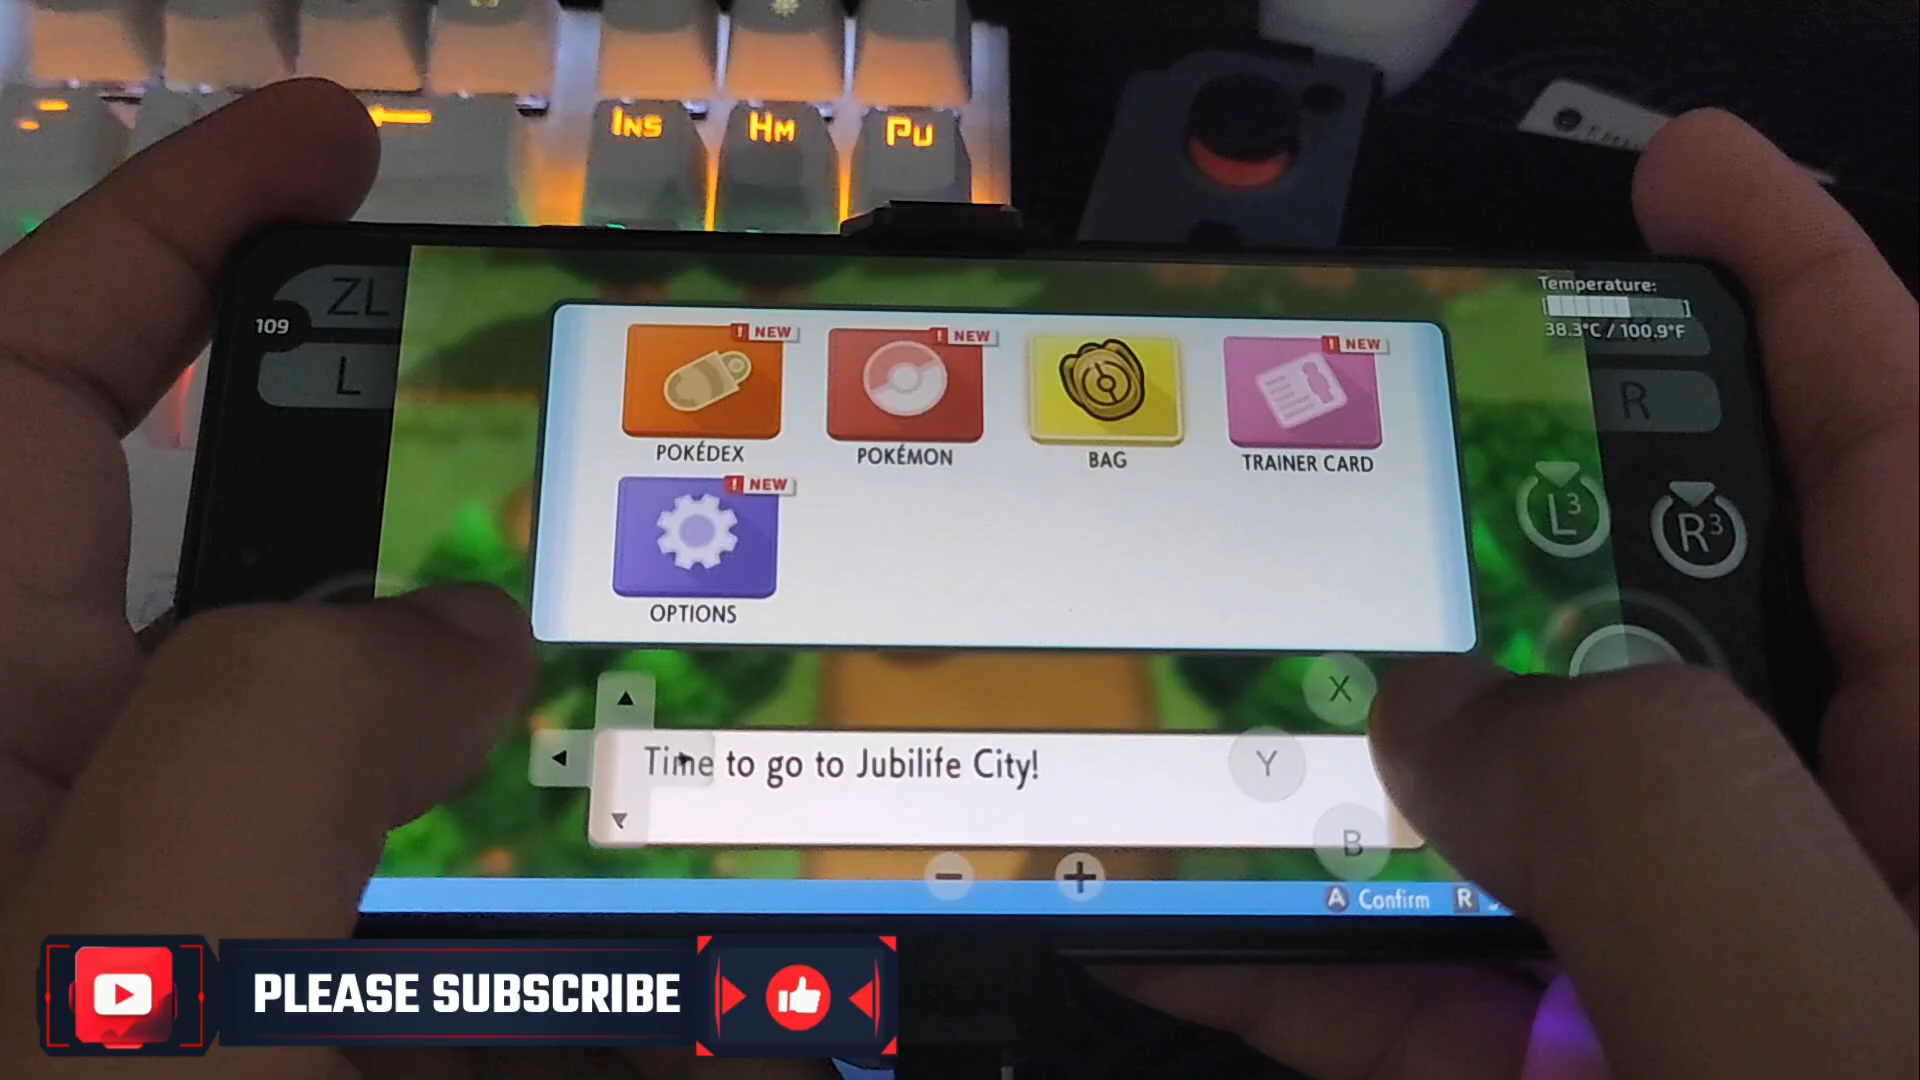 INS HM PU
ZL
109
L
Temperature:
38.3°C / 100.9°F
R
! NEW
! NEW
! NEW
POKÉDEX
POKÉMON
BAG
TRAINER CARD
! NEW
OPTIONS
L3
R3
X
Time to go to Jubilife City!
Y
B
A Confirm R
PLEASE SUBSCRIBE